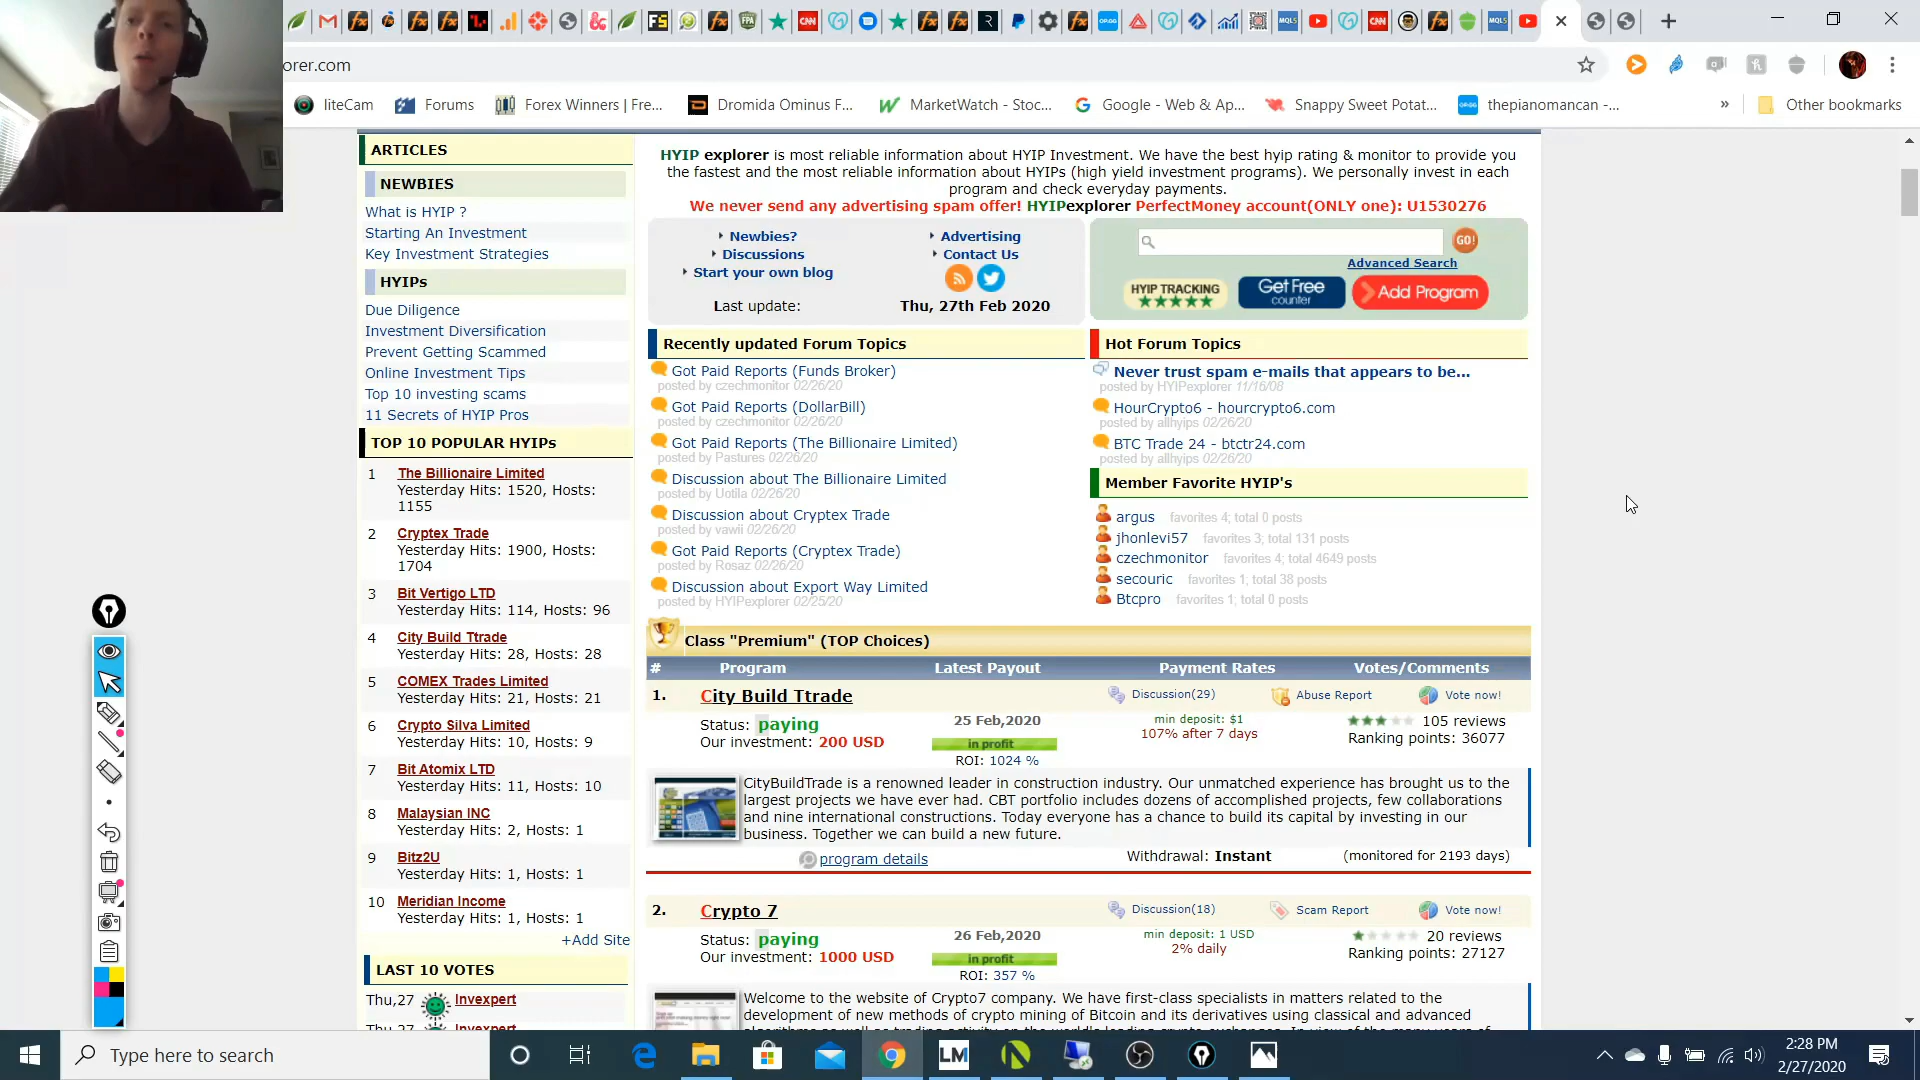 orer.com
liteCam
Forums
Forex Winners | Fre...
Dromida Ominus F...
MarketWatch - Stoc...
Google - Web & Ap...
Snappy Sweet Potat...
thepianomancan -...
»
Other bookmarks
ARTICLES
NEWBIES
What is HYIP ?
Starting An Investment
Key Investment Strategies
HYIPs
Due Diligence
Investment Diversification
Prevent Getting Scammed
Online Investment Tips
Top 10 investing scams
11 Secrets of HYIP Pros
TOP 10 POPULAR HYIPs
1 The Billionaire Limited
Yesterday Hits: 1520, Hosts:
1155
2 Cryptex Trade
Yesterday Hits: 1900, Hosts:
1704
3 Bit Vertigo LTD
Yesterday Hits: 114, Hosts: 96
4 City Build Ttrade
Yesterday Hits: 28, Hosts: 28
5 COMEX Trades Limited
Yesterday Hits: 21, Hosts: 21
6 Crypto Silva Limited
Yesterday Hits: 10, Hosts: 9
7 Bit Atomix LTD
Yesterday Hits: 11, Hosts: 10
8 Malaysian INC
Yesterday Hits: 2, Hosts: 1
9 Bitz2U
Yesterday Hits: 1, Hosts: 1
10 Meridian Income
Yesterday Hits: 1, Hosts: 1
+Add Site
LAST 10 VOTES
Thu,27 Invexpert
Thu,27 Invexpert
HYIP explorer is most reliable information about HYIP Investment. We have the best hyip rating & monitor to provide you
the fastest and the most reliable information about HYIPs (high yield investment programs). We personally invest in each
program and check everyday payments.
We never send any advertising spam offer! HYIPexplorer PerfectMoney account(ONLY one): U1530276
Newbies?
Discussions
Start your own blog
Advertising
Contact Us
Last update: Thu, 27th Feb 2020
GO!
Advanced Search
HYIP TRACKING
Get Free
counter
Add Program
Recently updated Forum Topics
Got Paid Reports (Funds Broker)
posted by czechmonitor 02/26/20
Got Paid Reports (DollarBill)
posted by czechmonitor 02/26/20
Got Paid Reports (The Billionaire Limited)
posted by Pastures 02/26/20
Discussion about The Billionaire Limited
posted by Uotila 02/26/20
Discussion about Cryptex Trade
posted by vawii 02/26/20
Got Paid Reports (Cryptex Trade)
posted by Rosaz 02/26/20
Discussion about Export Way Limited
posted by HYIPexplorer 02/25/20
Hot Forum Topics
Never trust spam e-mails that appears to be...
posted by HYIPexplorer 11/16/08
HourCrypto6 - hourcrypto6.com
posted by allhyips 02/26/20
BTC Trade 24 - btctr24.com
posted by allhyips 02/26/20
Member Favorite HYIP's
argus favorites 4; total 0 posts
jhonlevi57 favorites 3; total 131 posts
czechmonitor favorites 4; total 4649 posts
secouric favorites 1; total 38 posts
Btcpro favorites 1; total 0 posts
Class "Premium" (TOP Choices)
# Program Latest Payout Payment Rates Votes/Comments
1. City Build Ttrade Discussion(29) Abuse Report Vote now!
Status: paying 25 Feb,2020 min deposit: $1 105 reviews
Our investment: 200 USD in profit 107% after 7 days Ranking points: 36077
ROI: 1024 %
CityBuildTrade is a renowned leader in construction industry. Our unmatched experience has brought us to the
largest projects we have ever had. CBT portfolio includes dozens of accomplished projects, few collaborations
and nine international constructions. Today everyone has a chance to build its capital by investing in our
business. Together we can build a new future.
program details Withdrawal: Instant (monitored for 2193 days)
2. Crypto 7 Discussion(18) Scam Report Vote now!
Status: paying 26 Feb,2020 min deposit: 1 USD 20 reviews
Our investment: 1000 USD in profit 2% daily Ranking points: 27127
ROI: 357 %
Welcome to the website of Crypto7 company. We have first-class specialists in matters related to the
development of new methods of crypto mining of Bitcoin and its derivatives using classical and advanced
Type here to search
LM
2:28 PM
2/27/2020